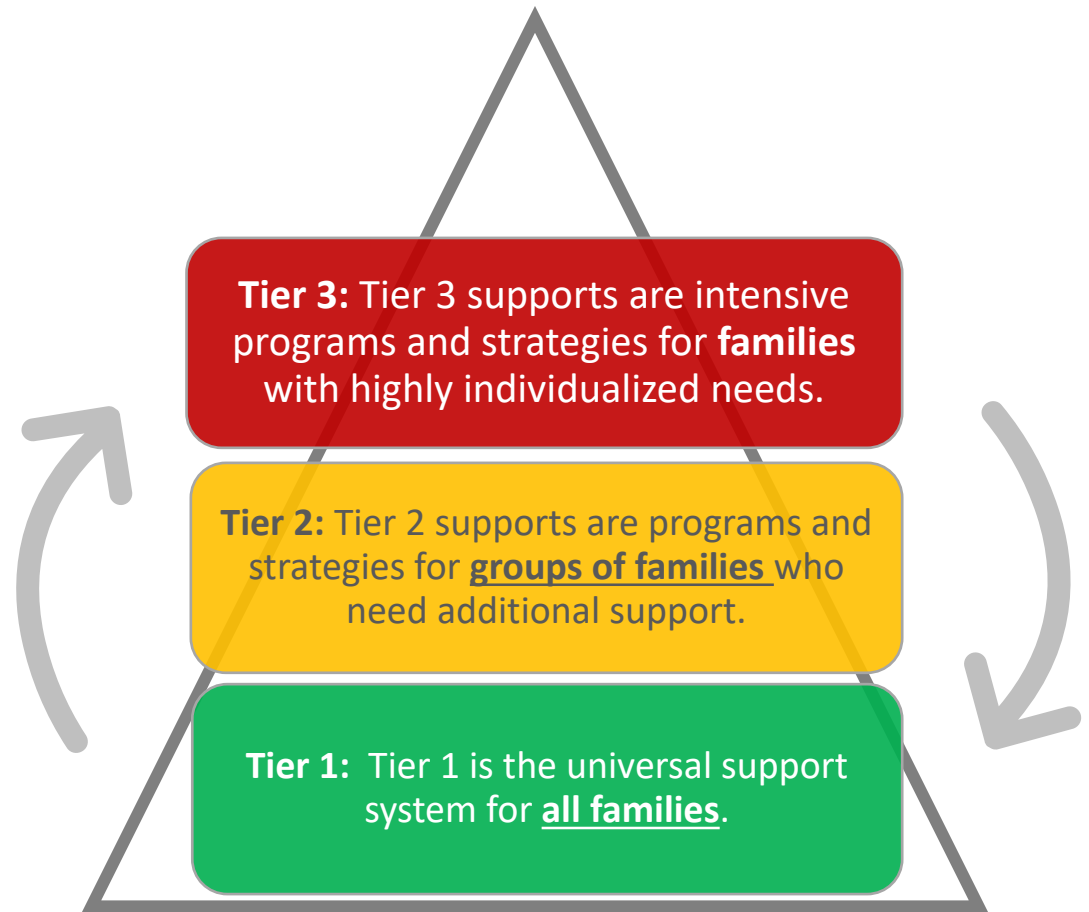 Tier 3: Tier 3 supports are intensive
programs and strategies for families
with highly individualized needs.
Tier 2: Tier 2 supports are programs and
strategies for groups of families who
need additional support.
Tier 1:  Tier 1 is the universal support
system for all families.